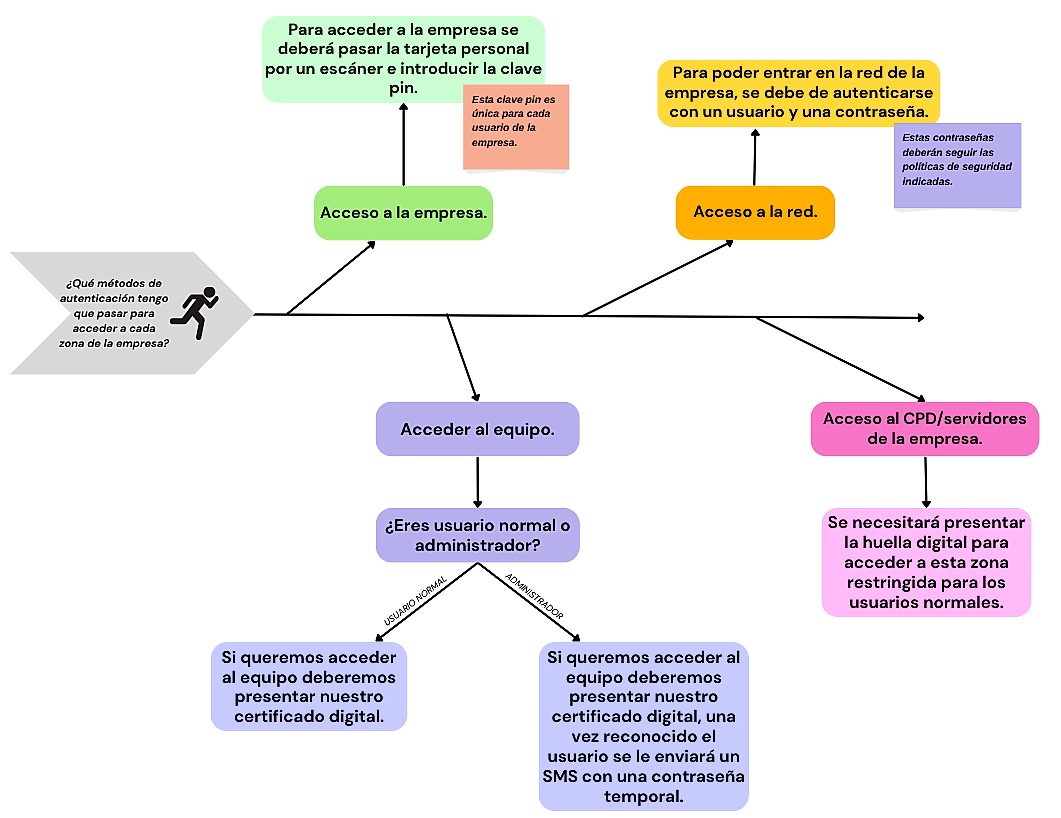 Para acceder a la empresa se
deberá pasar la tarjeta personal
por un escáner e introducir la clave
pin.
Esta clave pin es
única para cada
usuario de la
empresa.
Para poder entrar en la red de la
empresa, se debe de autenticarse
con un usuario y una contraseña.
Estas contraseñas
deberán seguir las
políticas de seguridad
indicadas.
Acceso a la empresa.
Acceso a la red.
¿Qué métodos de
autenticación tengo
que pasar para
acceder a cada
zona de la empresa?
Acceder al equipo.
Acceso al CPD/servidores
de la empresa.
¿Eres usuario normal o
administrador?
Se necesitará presentar
la huella digital para
acceder a esta zona
restringida para los
usuarios normales.
USUARIO NORMAL
ADMINISTRADOR
Si queremos acceder
al equipo deberemos
presentar nuestro
certificado digital.
Si queremos acceder al
equipo deberemos
presentar nuestro
certificado digital, una
vez reconocido el
usuario se le enviará un
SMS con una contraseña
temporal.